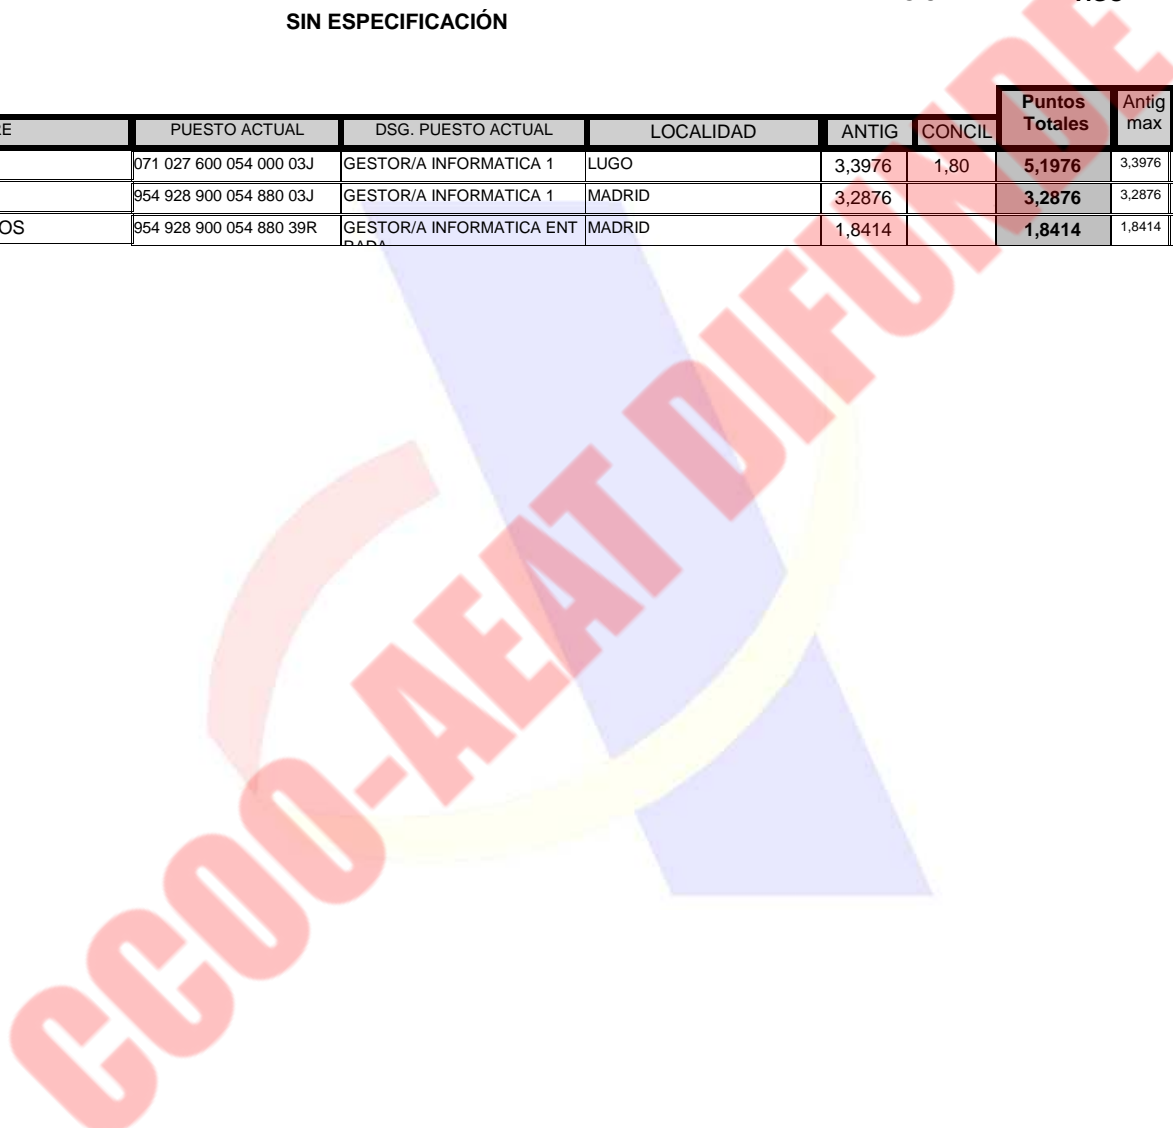 SIN ESPECIFICACIÓN
PUESTO ACTUAL DSG. PUESTO ACTUAL LOCALIDAD ANTIG CONCIL Puntos Totales Antig max
071 027 600 054 000 03J GESTOR/A INFORMATICA 1 LUGO 3,3976 1,80 5,1976 3,3976
954 928 900 054 880 03J GESTOR/A INFORMATICA 1 MADRID 3,2876 3,2876 3,2876
OS 954 928 900 054 880 39R GESTOR/A INFORMATICA ENT MADRID 1,8414 1,8414 1,8414
RADA
CCOO-AEAT DIFUNDE